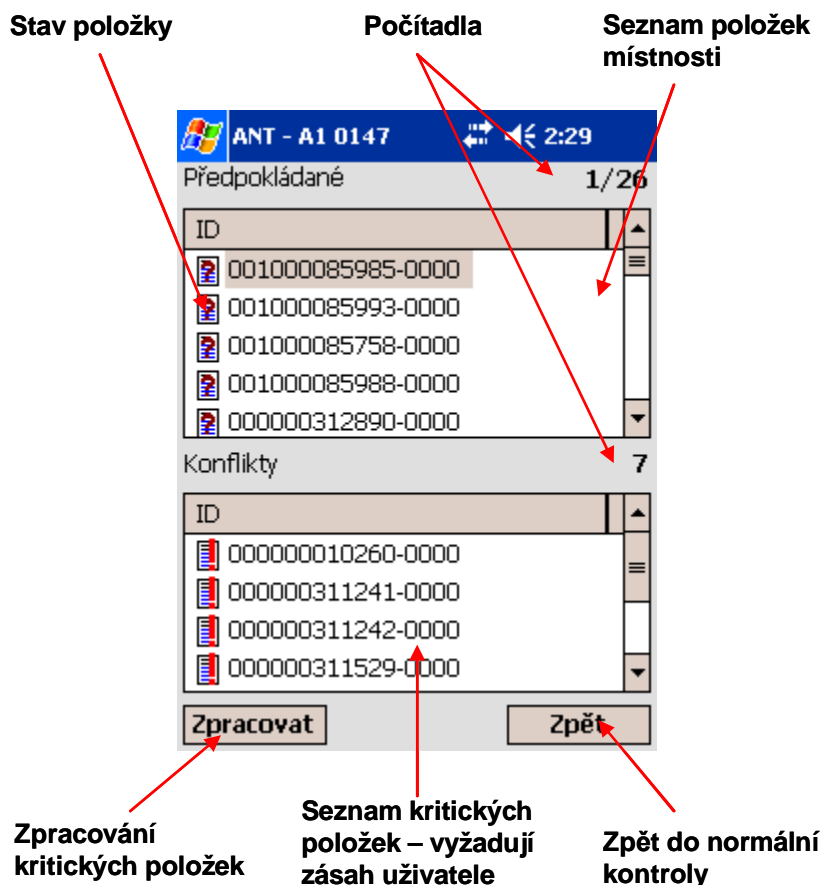 Stav položky
Počítadla
Seznam položek
místnosti
ANT - A1 0147
2:29
Předpokládané
1/26
ID
001000085985-0000
001000085993-0000
001000085758-0000
001000085988-0000
000000312890-0000
Konflikty
7
ID
000000010260-0000
000000311241-0000
000000311242-0000
000000311529-0000
Zpracovat
Zpět
Zpracování
kritických položek
Seznam kritických
položek – vyžadují
zásah uživatele
Zpět do normální
kontroly